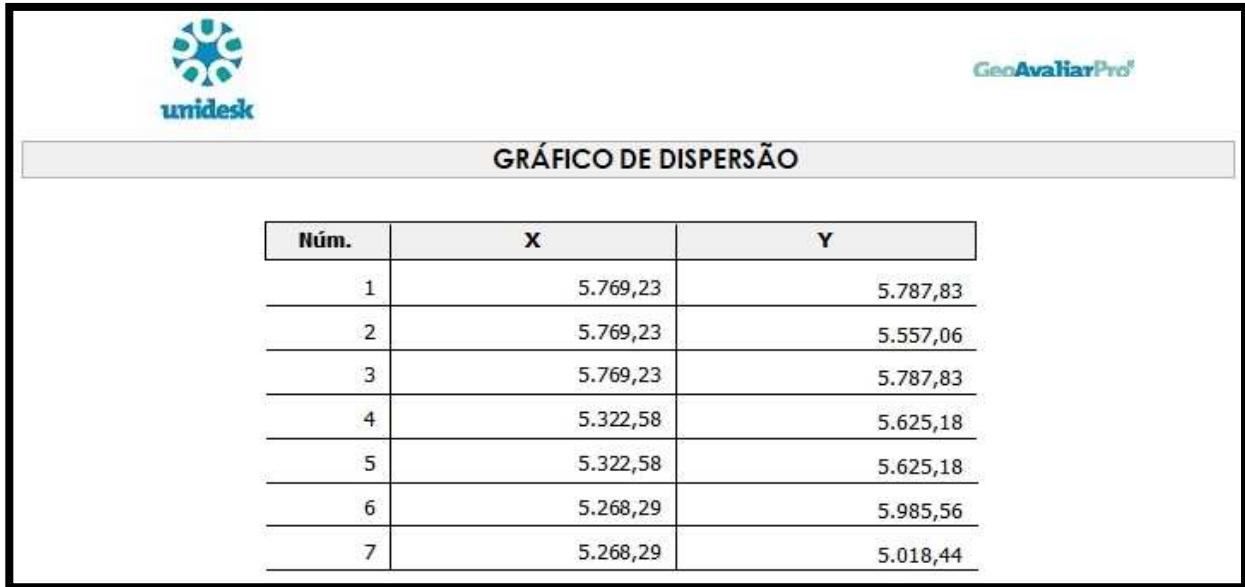 unidesk
GeoAvaliarPro
GRÁFICO DE DISPERSÃO
Núm. X Y
1 5.769,23 5.787,83
2 5.769,23 5.557,06
3 5.769,23 5.787,83
4 5.322,58 5.625,18
5 5.322,58 5.625,18
6 5.268,29 5.985,56
7 5.268,29 5.018,44